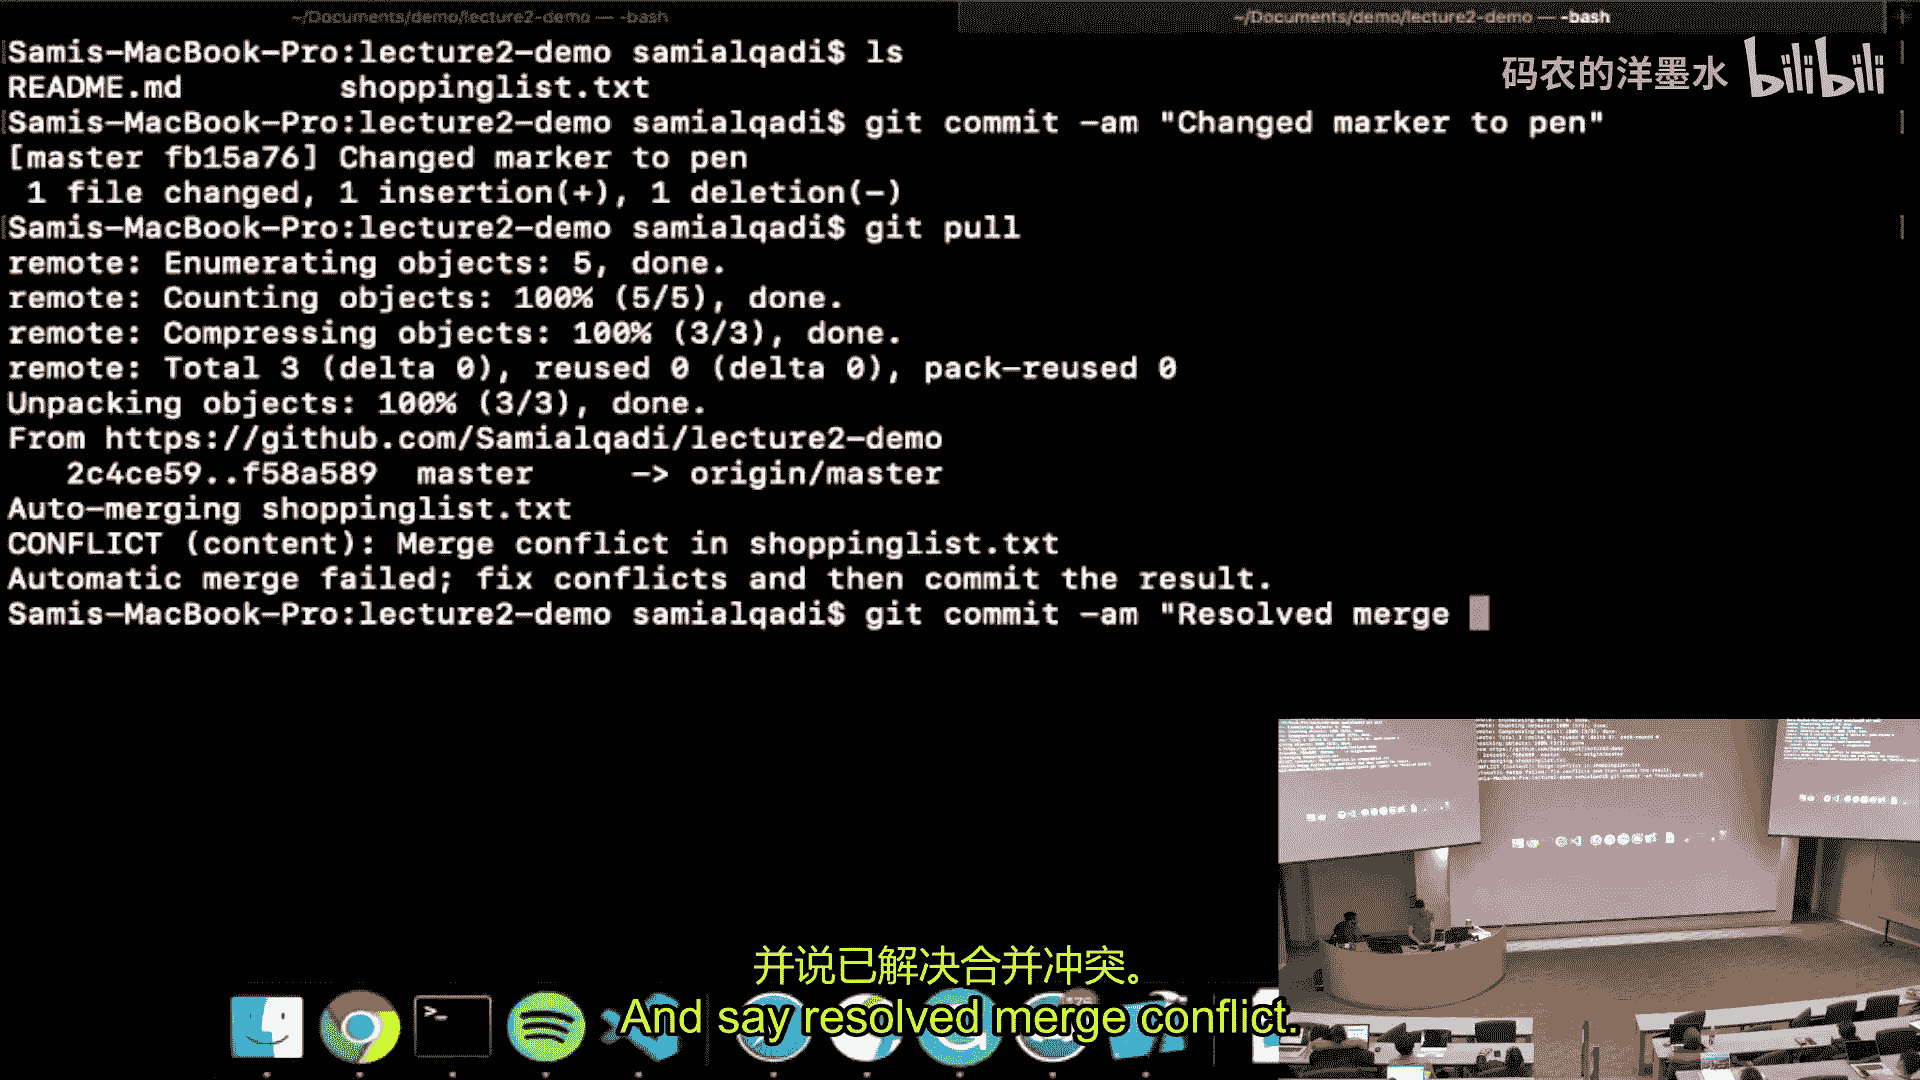 ~/Documents/demo/lecture2-demo — -bash
~/Documents/demo/lecture2-demo — -bash
Samis-MacBook-Pro:lecture2-demo samialqadi$ ls
README.md shoppinglist.txt
Samis-MacBook-Pro:lecture2-demo samialqadi$ git commit -am "Changed marker to pen"
[master fb15a76] Changed marker to pen
1 file changed, 1 insertion(+), 1 deletion(-)
Samis-MacBook-Pro:lecture2-demo samialqadi$ git pull
remote: Enumerating objects: 5, done.
remote: Counting objects: 100% (5/5), done.
remote: Compressing objects: 100% (3/3), done.
remote: Total 3 (delta 0), reused 0 (delta 0), pack-reused 0
Unpacking objects: 100% (3/3), done.
From https://github.com/Samialqadi/lecture2-demo
2c4ce59..f58a589 master -> origin/master
Auto-merging shoppinglist.txt
CONFLICT (content): Merge conflict in shoppinglist.txt
Automatic merge failed; fix conflicts and then commit the result.
Samis-MacBook-Pro:lecture2-demo samialqadi$ git commit -am "Resolved merge
码农的洋墨水 bilibili
并说已解决合并冲突。
And say resolved merge conflict.